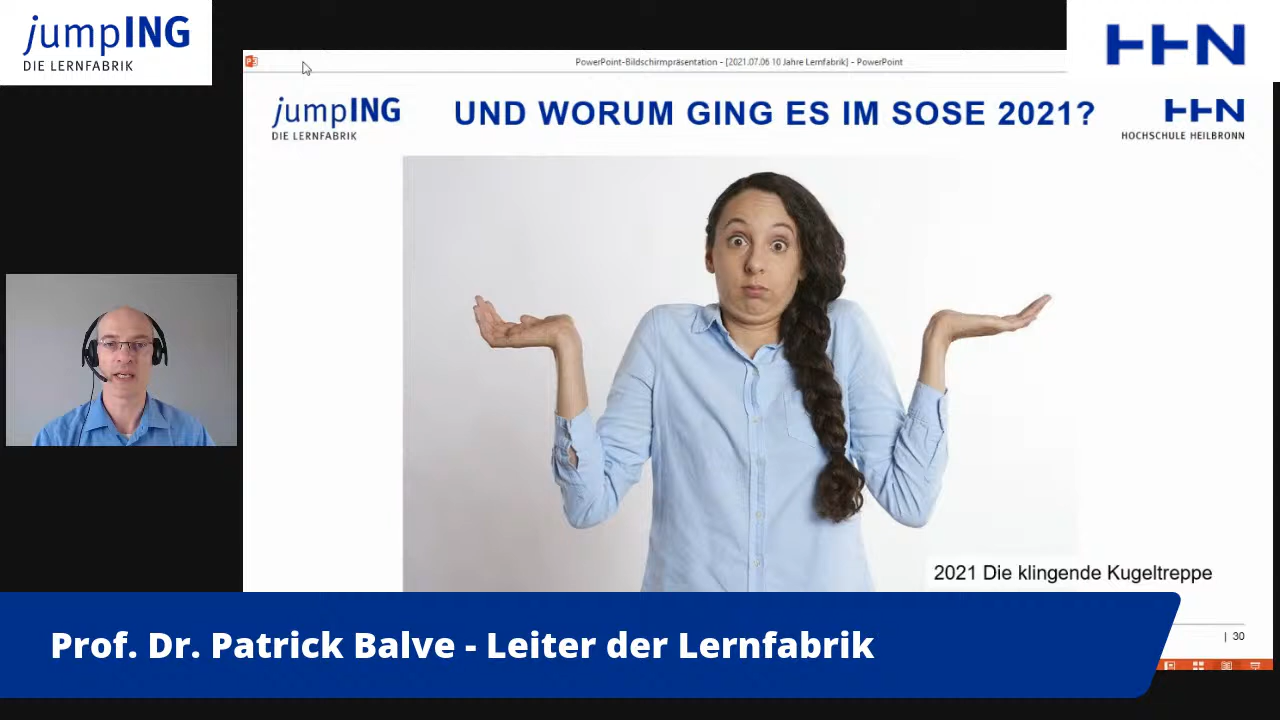 jumpING
DIE LERNFABRIK
HHN
PowerPoint-Bildschirmpräsentation - [2021.07.06 10 Jahre Lernfabrik] - PowerPoint
jumpING
DIE LERNFABRIK
UND WORUM GING ES IM SOSE 2021?
HHN
HOCHSCHULE HEILBRONN
2021 Die klingende Kugeltreppe
| 30
Prof. Dr. Patrick Balve - Leiter der Lernfabrik